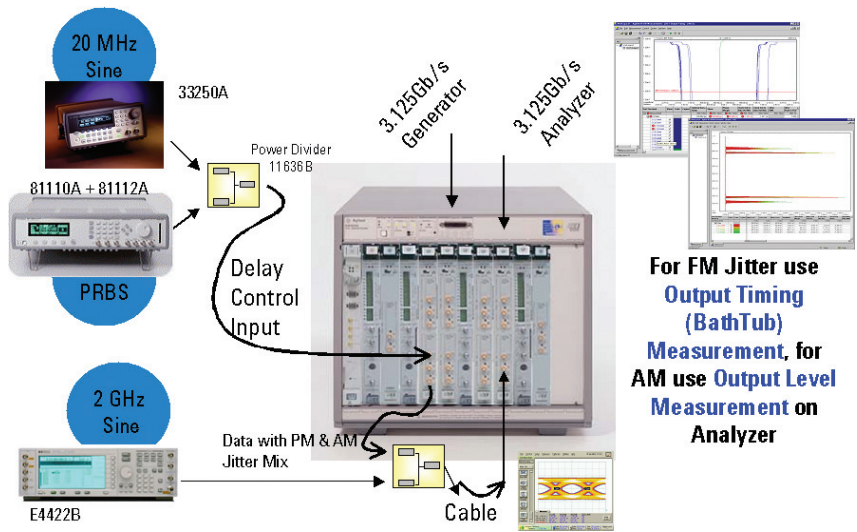 20 MHz
Sine
33250A
Power Divider
11636B
81110A + 81112A
PRBS
3.125Gb/s
Generator
3.125Gb/s
Analyzer
Delay
Control
Input
For FM Jitter use
Output Timing
(BathTub)
Measurement, for
AM use Output Level
Measurement on
Analyzer
2 GHz
Sine
Data with PM & AM
Jitter Mix
E4422B
Cable